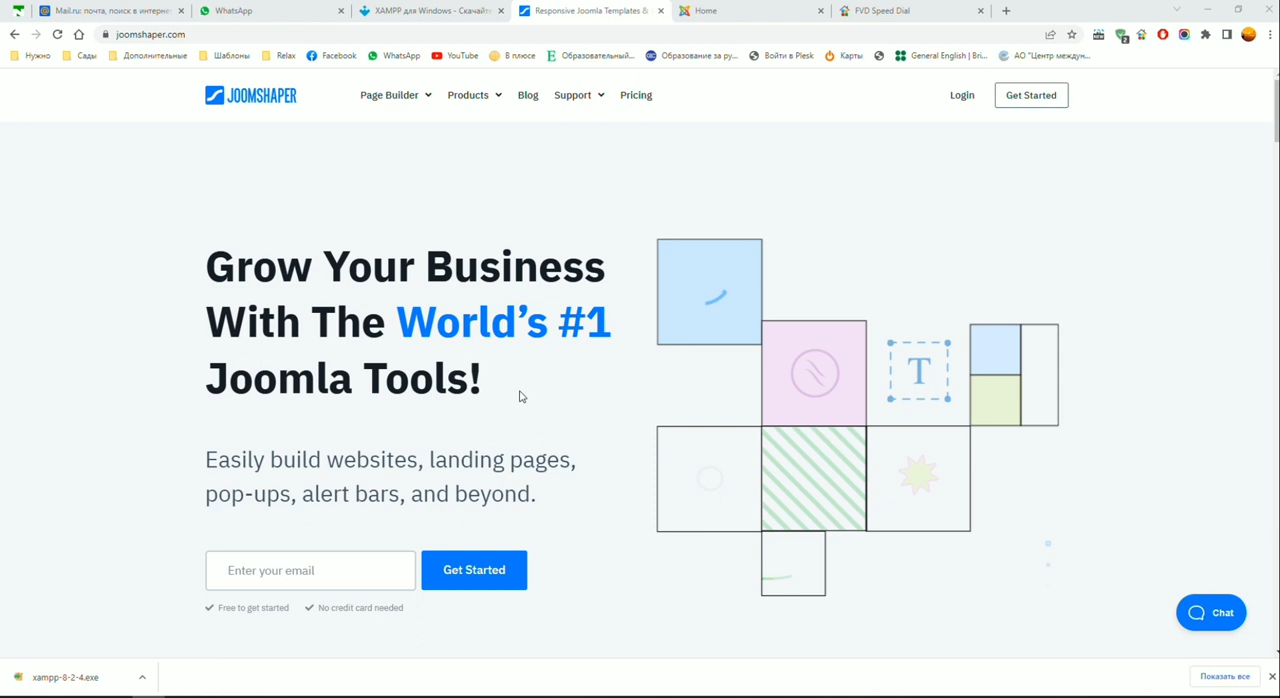 Mail.ru: почта, поиск в интерне
WhatsApp
XAMPP для Windows - Скачайте
Responsive Joomla Templates &
Home
FVD Speed Dial
joomshaper.com
Нужно
Сады
Дополнительные
Шаблоны
Relax
Facebook
WhatsApp
YouTube
В плюсе
Образовательный...
Образование за ру...
Войти в Plesk
Карты
General English | Bri...
АО "Центр междун...
JOOMSHAPER
Page Builder
Products
Blog
Support
Pricing
Login
Get Started
Grow Your Business
With The World's #1
Joomla Tools!
T
Easily build websites, landing pages,
pop-ups, alert bars, and beyond.
Enter your email
Get Started
Free to get started
No credit card needed
Chat
xampp-8-2-4.exe
Показать все